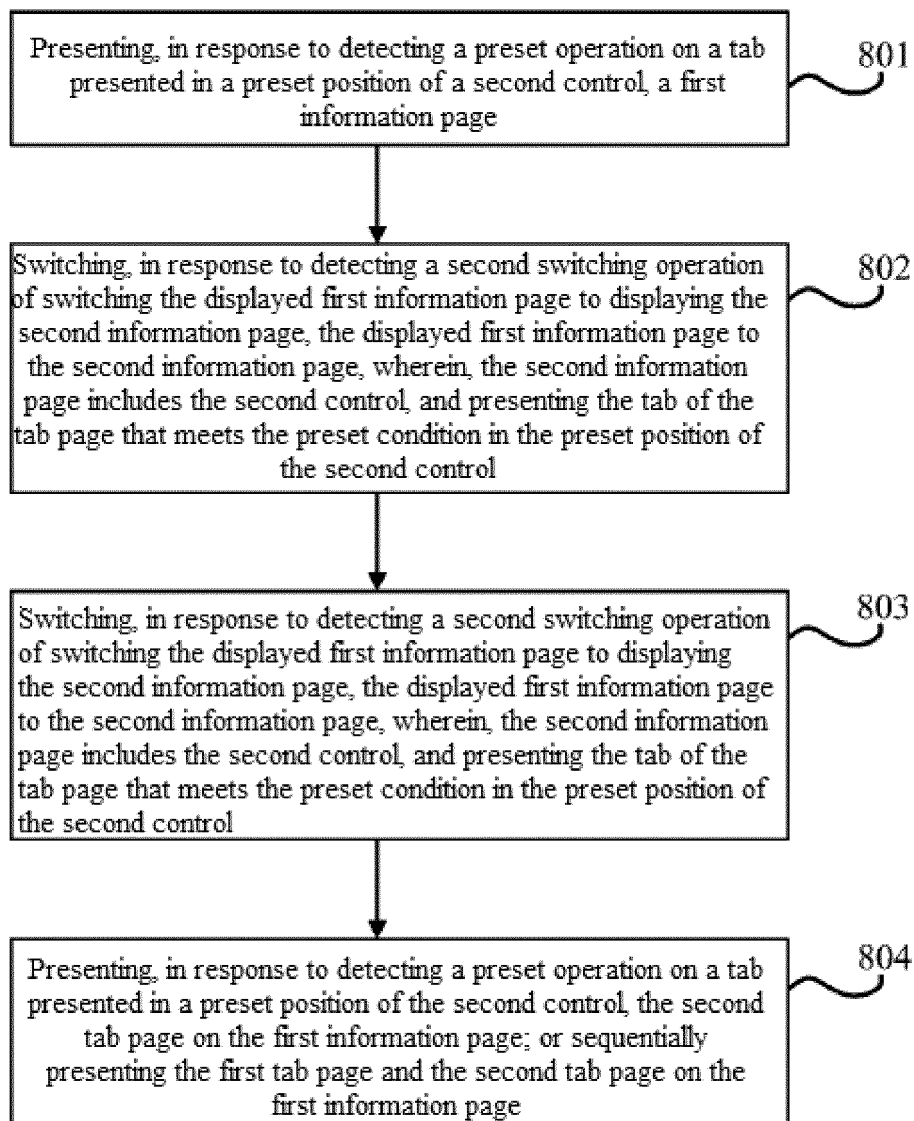 Presenting, in response to detecting a preset operation on a tab
presented in a preset position of a second control, a first
information page
801
Switching, in response to detecting a second switching operation
of switching the displayed first information page to displaying the
second information page, the displayed first information page to
the second information page, wherein, the second information
page includes the second control, and presenting the tab of the
tab page that meets the preset condition in the preset position of
the second control
802
Switching, in response to detecting a second switching operation
of switching the displayed first information page to displaying
the second information page, the displayed first information page
to the second information page, wherein, the second information
page includes the second control, and presenting the tab of the
tab page that meets the preset condition in the preset position of
the second control
803
Presenting, in response to detecting a preset operation on a tab
presented in a preset position of the second control, the second
tab page on the first information page; or sequentially
presenting the first tab page and the second tab page on the
first information page
804